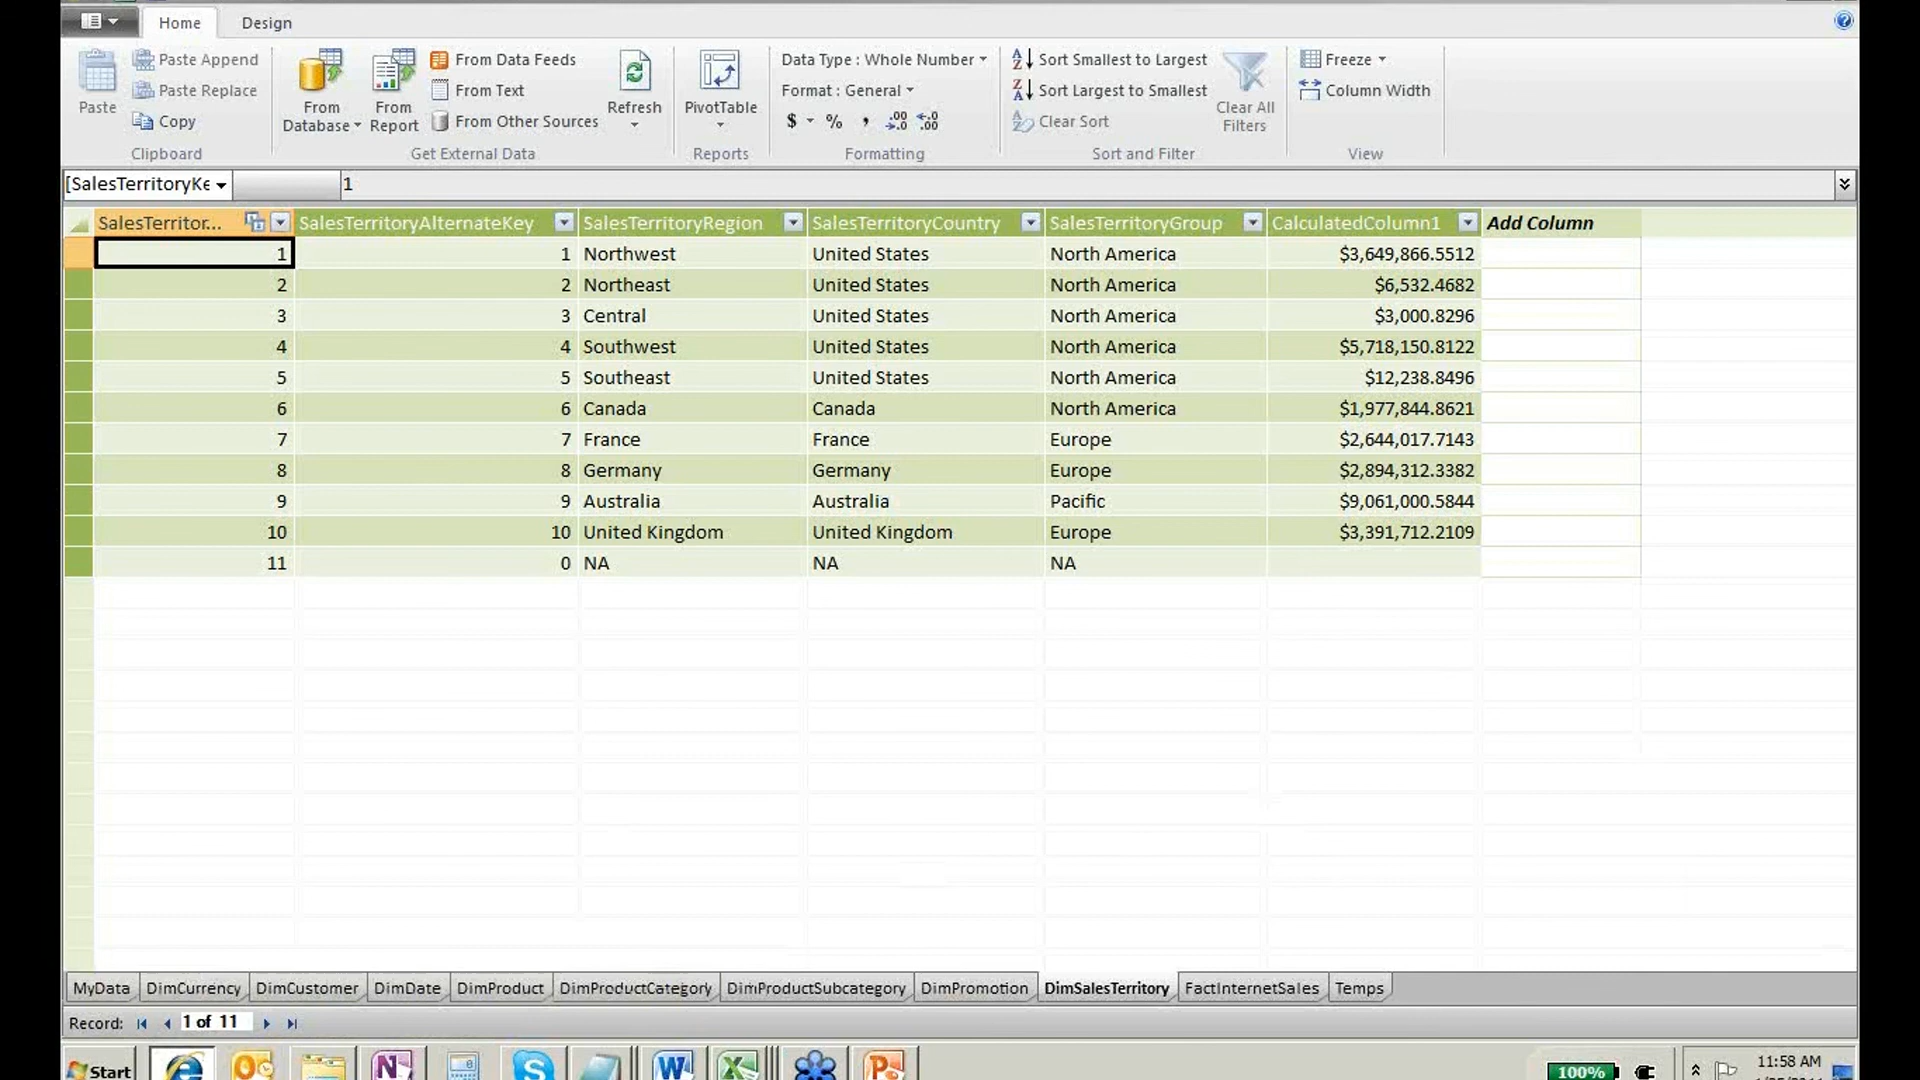 Home Design
Paste
Paste Append
Paste Replace
Copy
Clipboard
From Database
From Report
From Data Feeds
From Text
From Other Sources
Get External Data
Refresh
PivotTable
Reports
Data Type : Whole Number
Format : General
$ % , .00 .0 .0 .00
Formatting
Sort Smallest to Largest
Sort Largest to Smallest
Clear Sort
Clear All Filters
Sort and Filter
Freeze
Column Width
View
[SalesTerritoryKe 1
SalesTerritor... SalesTerritoryAlternateKey SalesTerritoryRegion SalesTerritoryCountry SalesTerritoryGroup CalculatedColumn1 Add Column
1 1 Northwest United States North America $3,649,866.5512
2 2 Northeast United States North America $6,532.4682
3 3 Central United States North America $3,000.8296
4 4 Southwest United States North America $5,718,150.8122
5 5 Southeast United States North America $12,238.8496
6 6 Canada Canada North America $1,977,844.8621
7 7 France France Europe $2,644,017.7143
8 8 Germany Germany Europe $2,894,312.3382
9 9 Australia Australia Pacific $9,061,000.5844
10 10 United Kingdom United Kingdom Europe $3,391,712.2109
11 0 NA NA NA
MyData DimCurrency DimCustomer DimDate DimProduct DimProductCategory DimProductSubcategory DimPromotion DimSalesTerritory FactInternetSales Temps
Record: 1 of 11
Start 100% 11:58 AM